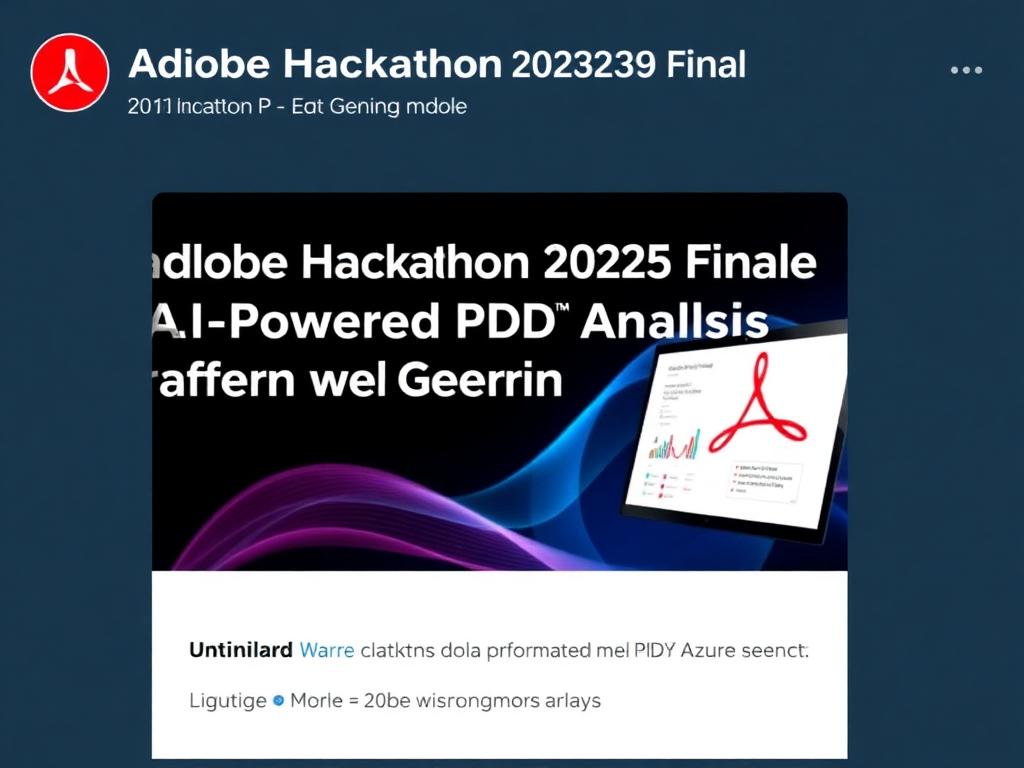 Adiobe Hackathon 2023239 Final
2011 Incatton P - Eat Gening mdole
adlobe Hackathon 20225 Finale
A.I-Powered PDD™ Anallsis
raffern wel Geerrin
Untinilard Warre clatktns dola prformated mel PIDY Azure seenct.
Ligutige Morle = 20be wisrongmors arlays